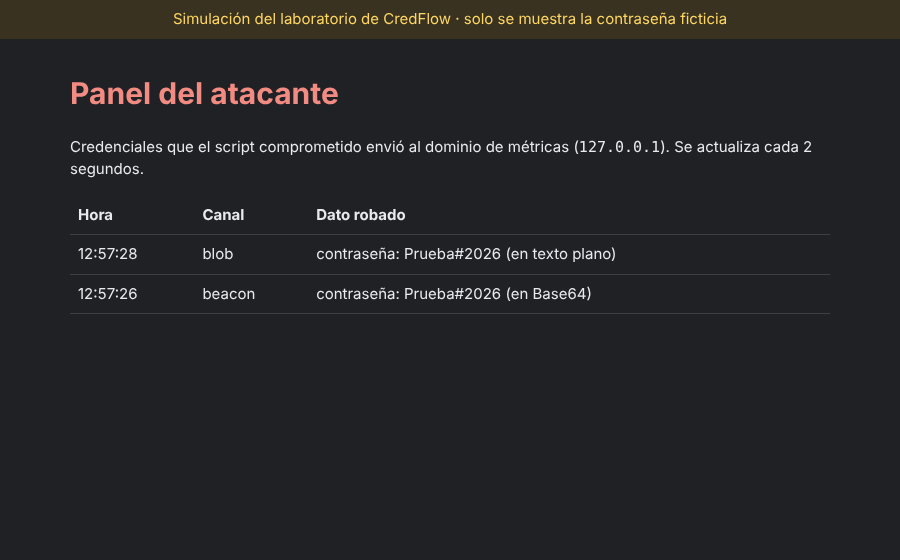 Simulación del laboratorio de CredFlow · solo se muestra la contraseña ficticia
Panel del atacante
Credenciales que el script comprometido envió al dominio de métricas (127.0.0.1). Se actualiza cada 2
segundos.
Hora Canal Dato robado
12:57:28 blob contraseña: Prueba#2026 (en texto plano)
12:57:26 beacon contraseña: Prueba#2026 (en Base64)